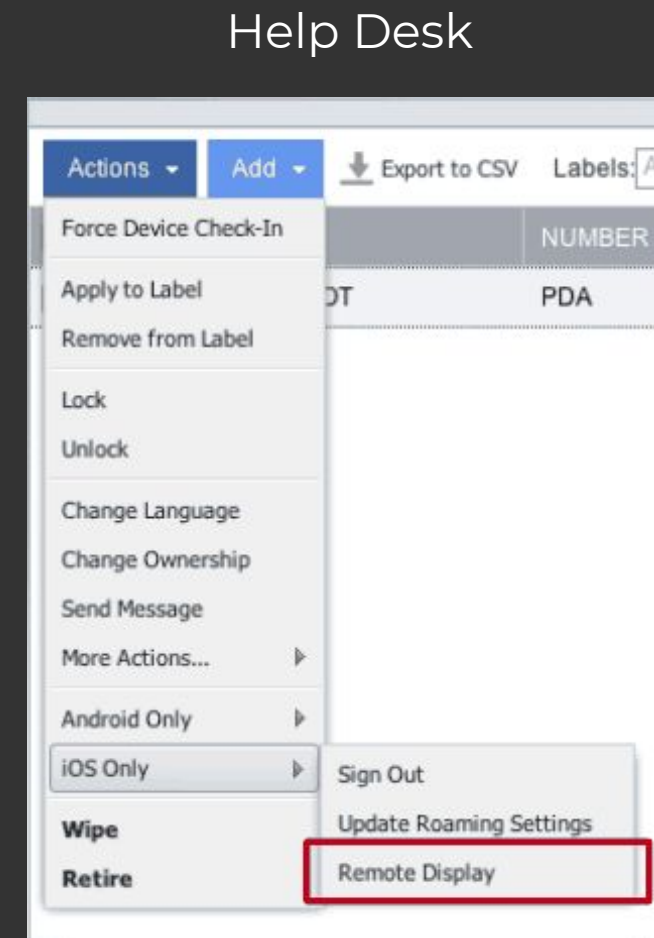 Help Desk
Actions Add Export to CSV Labels:
NUMBER
PDA
Force Device Check-In
Apply to Label
Remove from Label
Lock
Unlock
Change Language
Change Ownership
Send Message
More Actions...
Android Only
iOS Only
Wipe
Retire
Sign Out
Update Roaming Settings
Remote Display